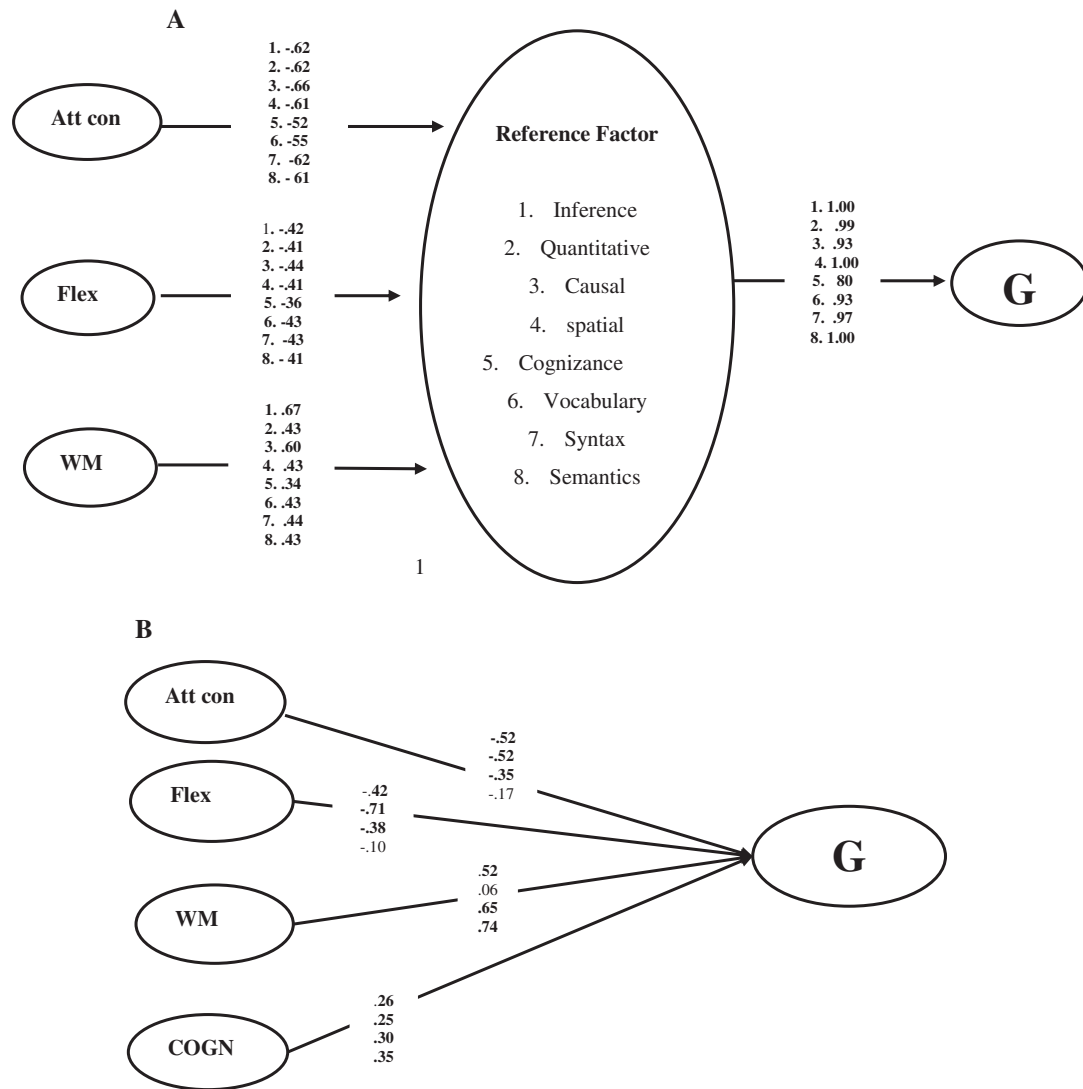 A
1. -.62
2. -.62
3. -.66
4. -.61
5. -52
6. -55
7. -62
8. - 61
Att con
Reference Factor
1. Inference
2. Quantitative
3. Causal
4. spatial
5. Cognizance
6. Vocabulary
7. Syntax
8. Semantics
1. 1.00
2. .99
3. .93
4. 1.00
5. 80
6. .93
7. .97
8. 1.00
G
1. -.42
2. -.41
3. -.44
4. -.41
5. -36
6. -43
7. -43
8. - 41
Flex
1. .67
2. .43
3. .60
4. .43
5. .34
6. .43
7. .44
8. .43
WM
1
B
Att con
-.52
-.52
-.35
-.17
Flex
-.42
-.71
-.38
-.10
G
WM
.52
.06
.65
.74
COGN
.26
.25
.30
.35